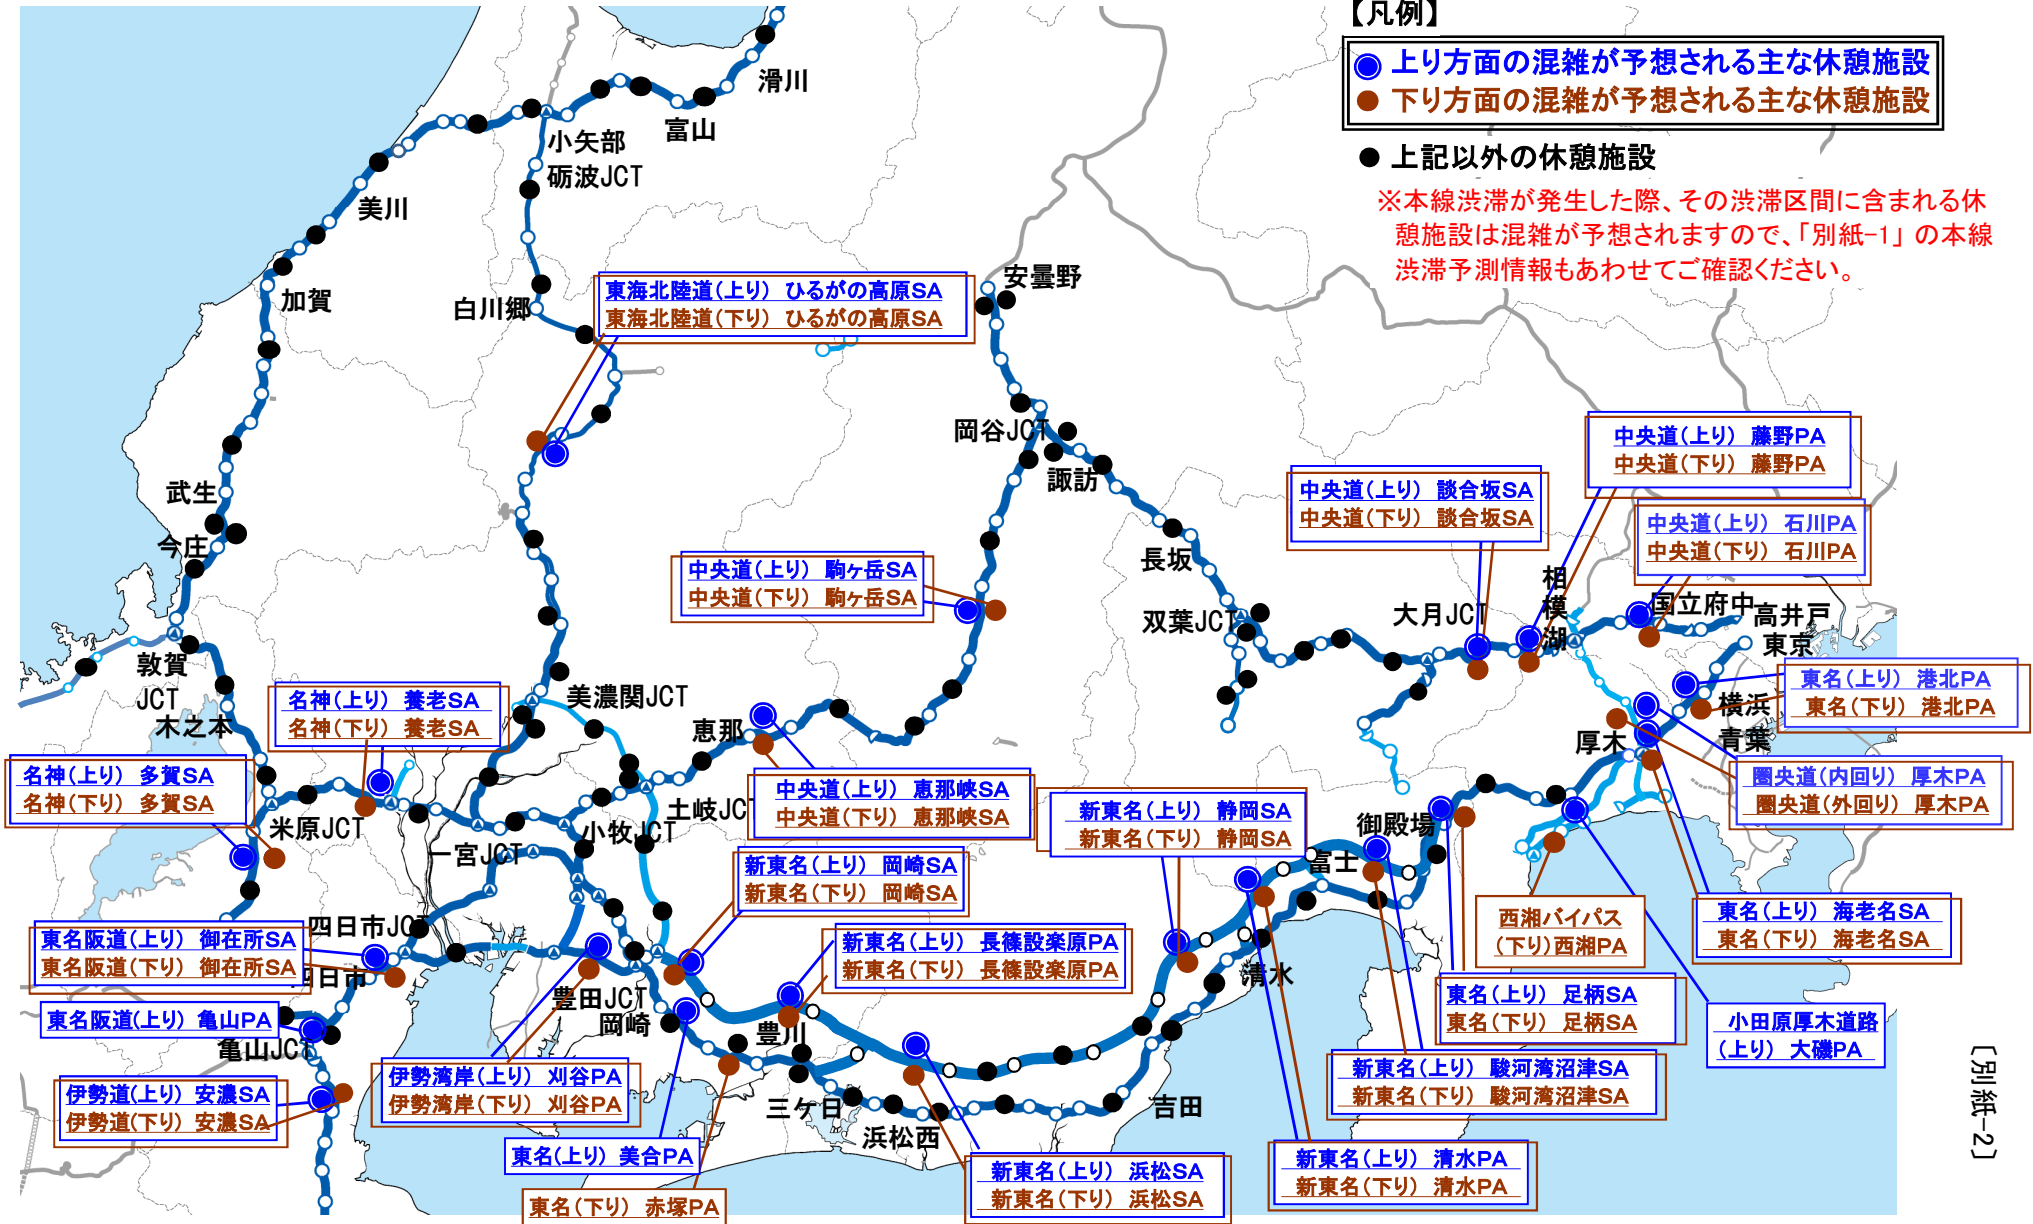 【凡例】
上り方面の混雑が予想される主な休憩施設
下り方面の混雑が予想される主な休憩施設
上記以外の休憩施設
※本線渋滞が発生した際、その渋滞区間に含まれる休
憩施設は混雑が予想されますので、「別紙-1」の本線
渋滞予測情報もあわせてご確認ください。
滑川
富山
小矢部
砺波JCT
美川
加賀
白川郷
東海北陸道(上り) ひるがの高原SA
東海北陸道(下り) ひるがの高原SA
安曇野
岡谷JCT
諏訪
中央道(上り) 藤野PA
中央道(下り) 藤野PA
中央道(上り) 談合坂SA
中央道(下り) 談合坂SA
中央道(上り) 石川PA
中央道(下り) 石川PA
武生
今庄
長坂
中央道(上り) 駒ヶ岳SA
中央道(下り) 駒ヶ岳SA
双葉JCT
大月JCT
相
模
湖
国立府中
高井戸
東京
敦賀
JCT
木之本
名神(上り) 養老SA
名神(下り) 養老SA
美濃関JCT
恵那
東名(上り) 港北PA
東名(下り) 港北PA
横浜
青葉
厚木
名神(上り) 多賀SA
名神(下り) 多賀SA
米原JCT
中央道(上り) 恵那峡SA
中央道(下り) 恵那峡SA
圏央道(内回り) 厚木PA
圏央道(外回り) 厚木PA
土岐JCT
小牧JCT
一宮JCT
新東名(上り) 静岡SA
新東名(下り) 静岡SA
御殿場
富士
新東名(上り) 岡崎SA
新東名(下り) 岡崎SA
西湘バイパス
(下り)西湘PA
東名(上り) 海老名SA
東名(下り) 海老名SA
四日市JCT
東名阪道(上り) 御在所SA
東名阪道(下り) 御在所SA
四日市
新東名(上り) 長篠設楽原PA
新東名(下り) 長篠設楽原PA
清水
東名(上り) 足柄SA
東名(下り) 足柄SA
小田原厚木道路
(上り) 大磯PA
東名阪道(上り) 亀山PA
亀山JCT
豊田JCT
岡崎
豊川
伊勢湾岸(上り) 刈谷PA
伊勢湾岸(下り) 刈谷PA
新東名(上り) 駿河湾沼津SA
新東名(下り) 駿河湾沼津SA
伊勢道(上り) 安濃SA
伊勢道(下り) 安濃SA
三ケ日
浜松西
吉田
東名(上り) 美合PA
東名(下り) 赤塚PA
新東名(上り) 浜松SA
新東名(下り) 浜松SA
新東名(上り) 清水PA
新東名(下り) 清水PA
〔別紙-2〕